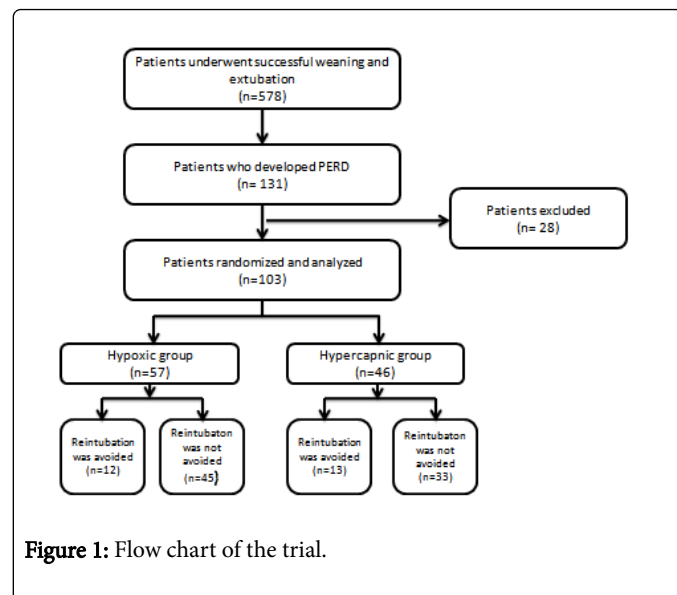 Patients underwent successful weaning and
extubation
(n=578)
Patients who developed PERD
(n= 131)
Patients excluded
(n= 28)
Patients randomized and analyzed
(n=103)
Hypoxic group
(n=57)
Hypercapnic group
(n=46)
Reintubation
was avoided
(n=12)
Reintubaton
was not
avoided
(n=45}
Reintubation
was avoided
(n=13)
Reintubaton
was not
avoided
(n=33)
Figure 1: Flow chart of the trial.